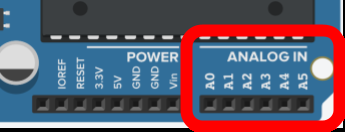 POWER
ANALOG IN
IOREF
RESET
3.3V
5V
GND
GND
Vin
A0
A1
A2
A3
A4
A5